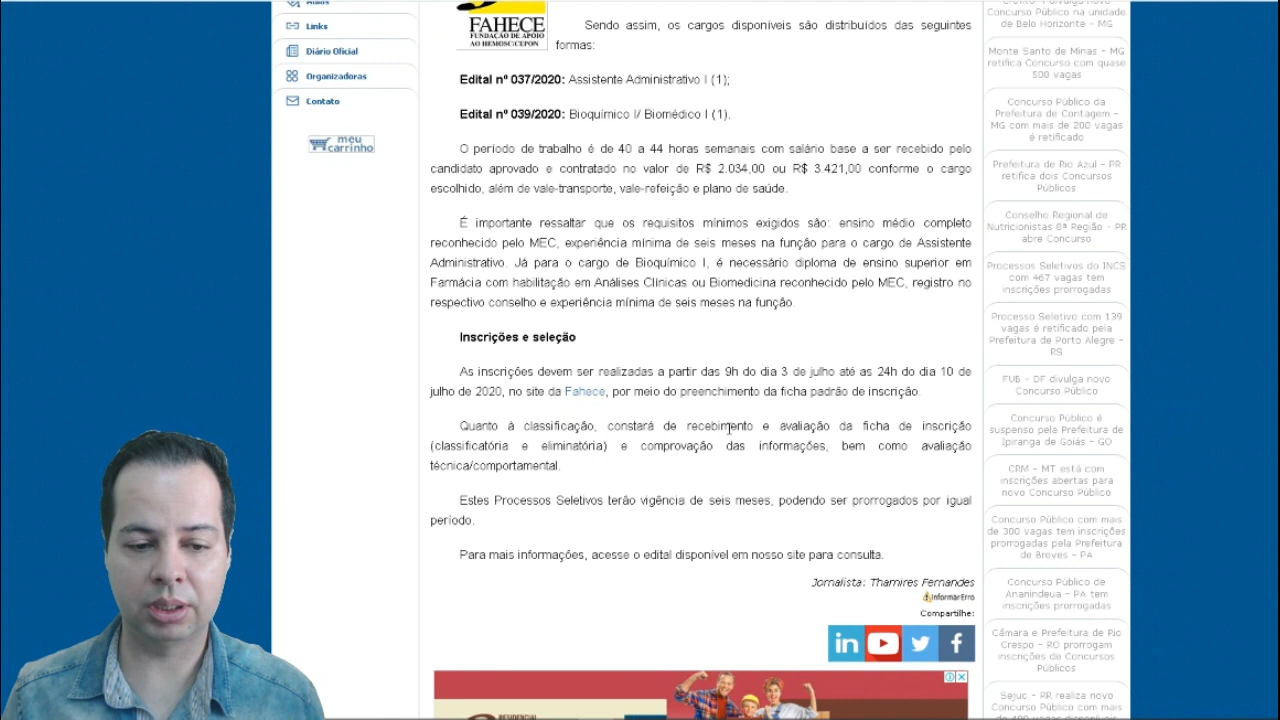 Links
Diário Oficial
Organizadoras
Contato
meu
carrinho
FAHECE
FUNDAÇÃO DE APOIO
AO HEMOSC/CEPON
Sendo assim, os cargos disponíveis são distribuídos das seguintes
formas:
Edital nº 037/2020: Assistente Administrativo I (1);
Edital nº 039/2020: Bioquímico I/ Biomédico I (1).
O período de trabalho é de 40 a 44 horas semanais com salário base a ser recebido pelo
candidato aprovado e contratado no valor de R$ 2.034,00 ou R$ 3.421,00 conforme o cargo
escolhido, além de vale-transporte, vale-refeição e plano de saúde.
É importante ressaltar que os requisitos mínimos exigidos são: ensino médio completo
reconhecido pelo MEC, experiência mínima de seis meses na função para o cargo de Assistente
Administrativo. Já para o cargo de Bioquímico I, é necessário diploma de ensino superior em
Farmácia com habilitação em Análises Clínicas ou Biomedicina reconhecido pelo MEC, registro no
respectivo conselho e experiência mínima de seis meses na função.
Inscrições e seleção
As inscrições devem ser realizadas a partir das 9h do dia 3 de julho até as 24h do dia 10 de
julho de 2020, no site da Fahece, por meio do preenchimento da ficha padrão de inscrição.
Quanto à classificação, constará de recebimento e avaliação da ficha de inscrição
(classificatória e eliminatória) e comprovação das informações, bem como avaliação
técnica/comportamental.
Estes Processos Seletivos terão vigência de seis meses, podendo ser prorrogados por igual
período.
Para mais informações, acesse o edital disponível em nosso site para consulta.
Jornalista: Thamires Fernandes
Informar Erro
Compartilhe:
in
f
RESIDENCIAL
Concurso Público na unidade
de Belo Horizonte - MG
Monte Santo de Minas - MG
retifica Concurso com quase
500 vagas
Concurso Público da
Prefeitura de Contagem -
MG com mais de 200 vagas
é retificado
Prefeitura de Rio Azul - PR
retifica dois Concursos
Públicos
Conselho Regional de
Nutricionistas 8ª Região - PR
abre Concurso
Processos Seletivos do INCS
com 467 vagas tem
inscrições prorrogadas
Processo Seletivo com 139
vagas é retificado pela
Prefeitura de Porto Alegre -
RS
FUB - DF divulga novo
Concurso Público
Concurso Público é
suspenso pela Prefeitura de
Ipiranga de Goiás - GO
CRM - MT está com
inscrições abertas para
novo Concurso Público
Concurso Público com mais
de 300 vagas tem inscrições
prorrogadas pela Prefeitura
de Breves - PA
Concurso Público de
Ananindeua - PA tem
inscrições prorrogadas
Câmara e Prefeitura de Rio
Crespo - RO prorrogam
inscrições de Concursos
Públicos
Sejuc - PR realiza novo
Concurso Público com mais